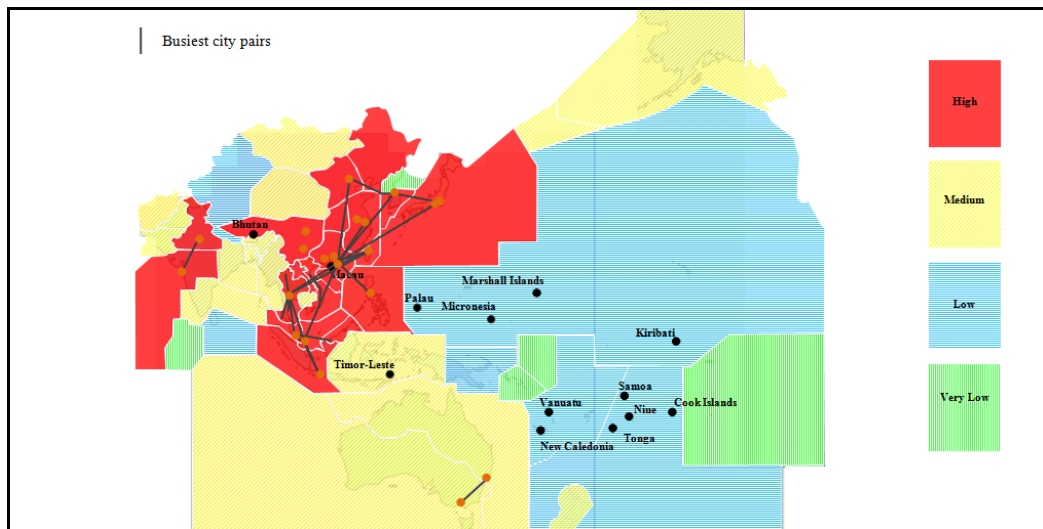 Busiest city pairs
High
Medium
Bhutan
Macau
Marshall Islands
Palau
Micronesia
Low
Kiribati
Timor-Leste
Samoa
Vanuatu
Niue
Cook Islands
Very Low
New Caledonia
Tonga